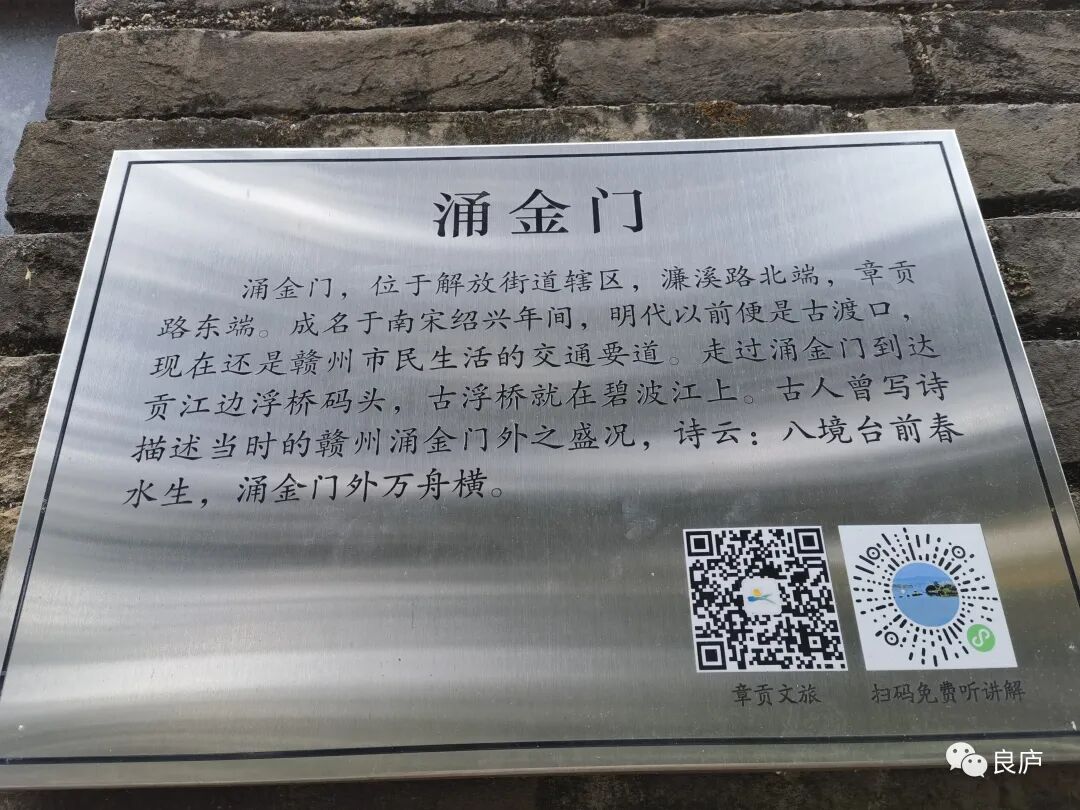 涌金门
涌金门，位于解放街道辖区，濂溪路北端，章贡
路东端。成名于南宋绍兴年间，明代以前便是古渡口，
现在还是赣州市民生活的交通要道。走过涌金门到达
贡江边浮桥码头，古浮桥就在碧波江上。古人曾写诗
描述当时的赣州涌金门外之盛况，诗云：八境台前春
水生，涌金门外万舟横。
章贡文旅
扫码免费听讲解
良庐